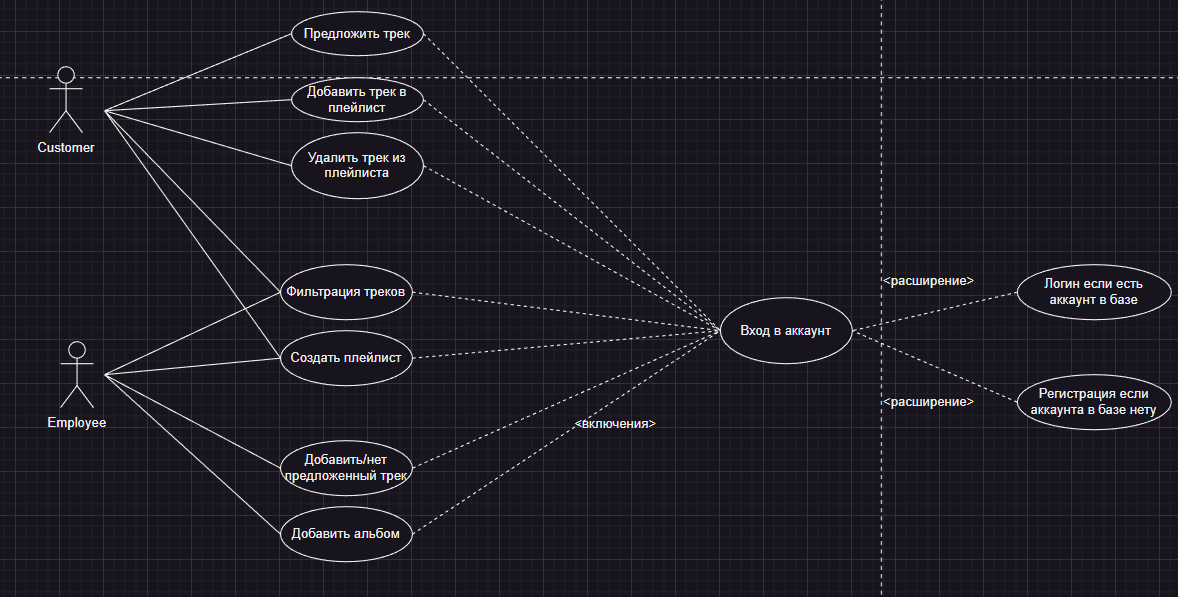 Предложить трек
Добавить трек в
плейлист
Customer
Удалить трек из
плейлиста
Фильтрация треков
<расширение>
Логин если есть
аккаунт в базе
Вход в аккаунт
Создать плейлист
Employee
<расширение>
Регистрация если
аккаунта в базе нету
<включения>
Добавить/нет
предложенный трек
Добавить альбом